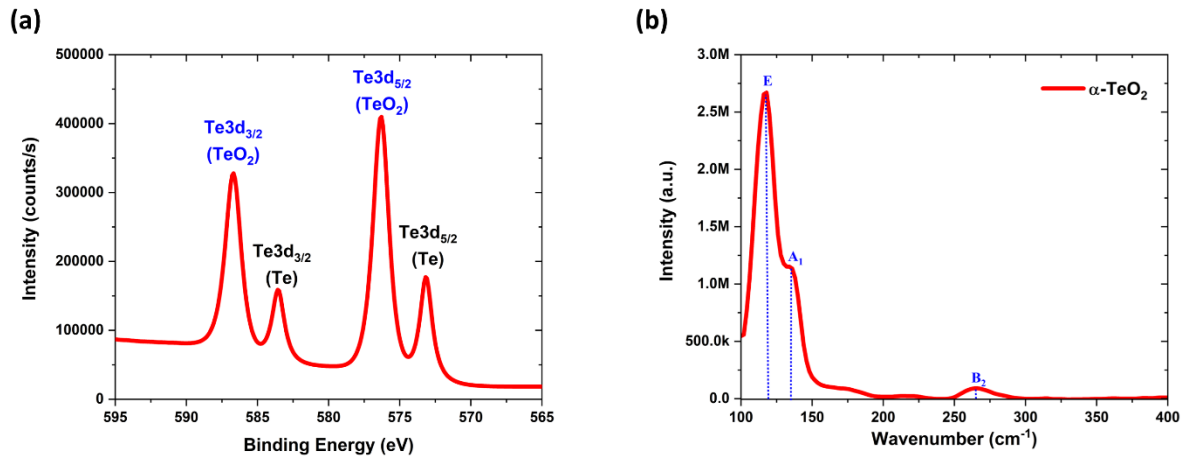 (a)
500000
400000
300000
200000
100000
0
Intensity (counts/s)
Te3d3/2
(TeO2)
Te3d3/2
(Te)
Te3d5/2
(TeO2)
Te3d5/2
(Te)
595 590 585 580 575 570 565
Binding Energy (eV)
(b)
3.0M
2.5M
2.0M
1.5M
1.0M
500.0k
0.0
Intensity (a.u.)
E
A1
B2
α-TeO2
100 150 200 250 300 350 400
Wavenumber (cm-1)